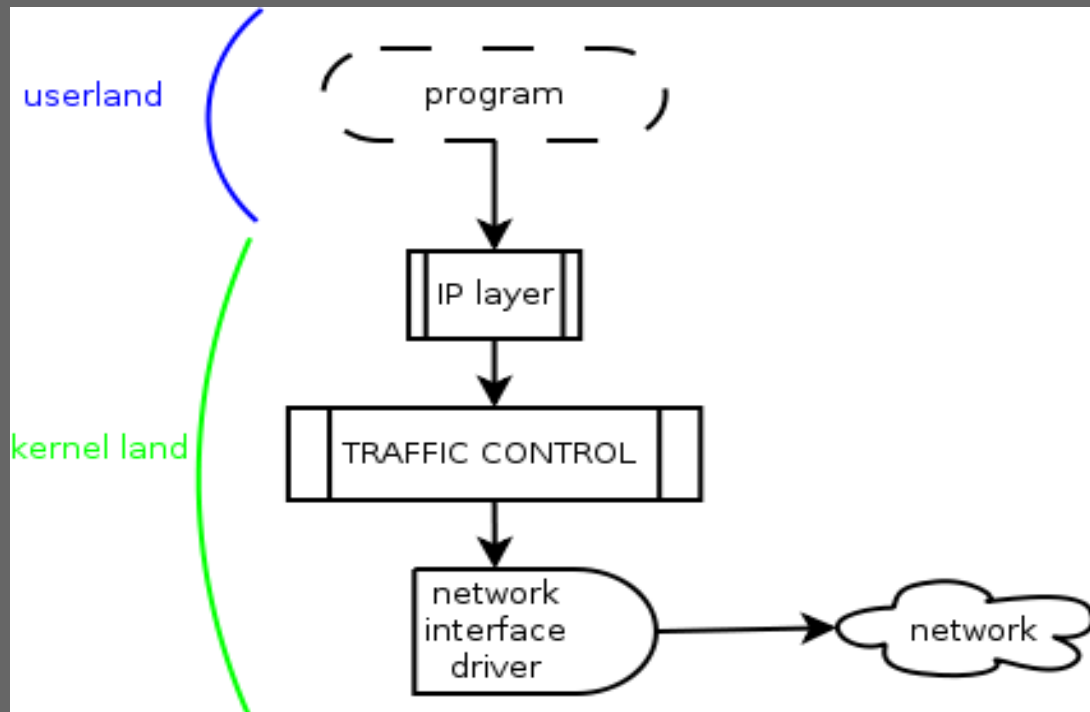 userland
program
IP layer
kernel land
TRAFFIC CONTROL
network
interface
driver
network